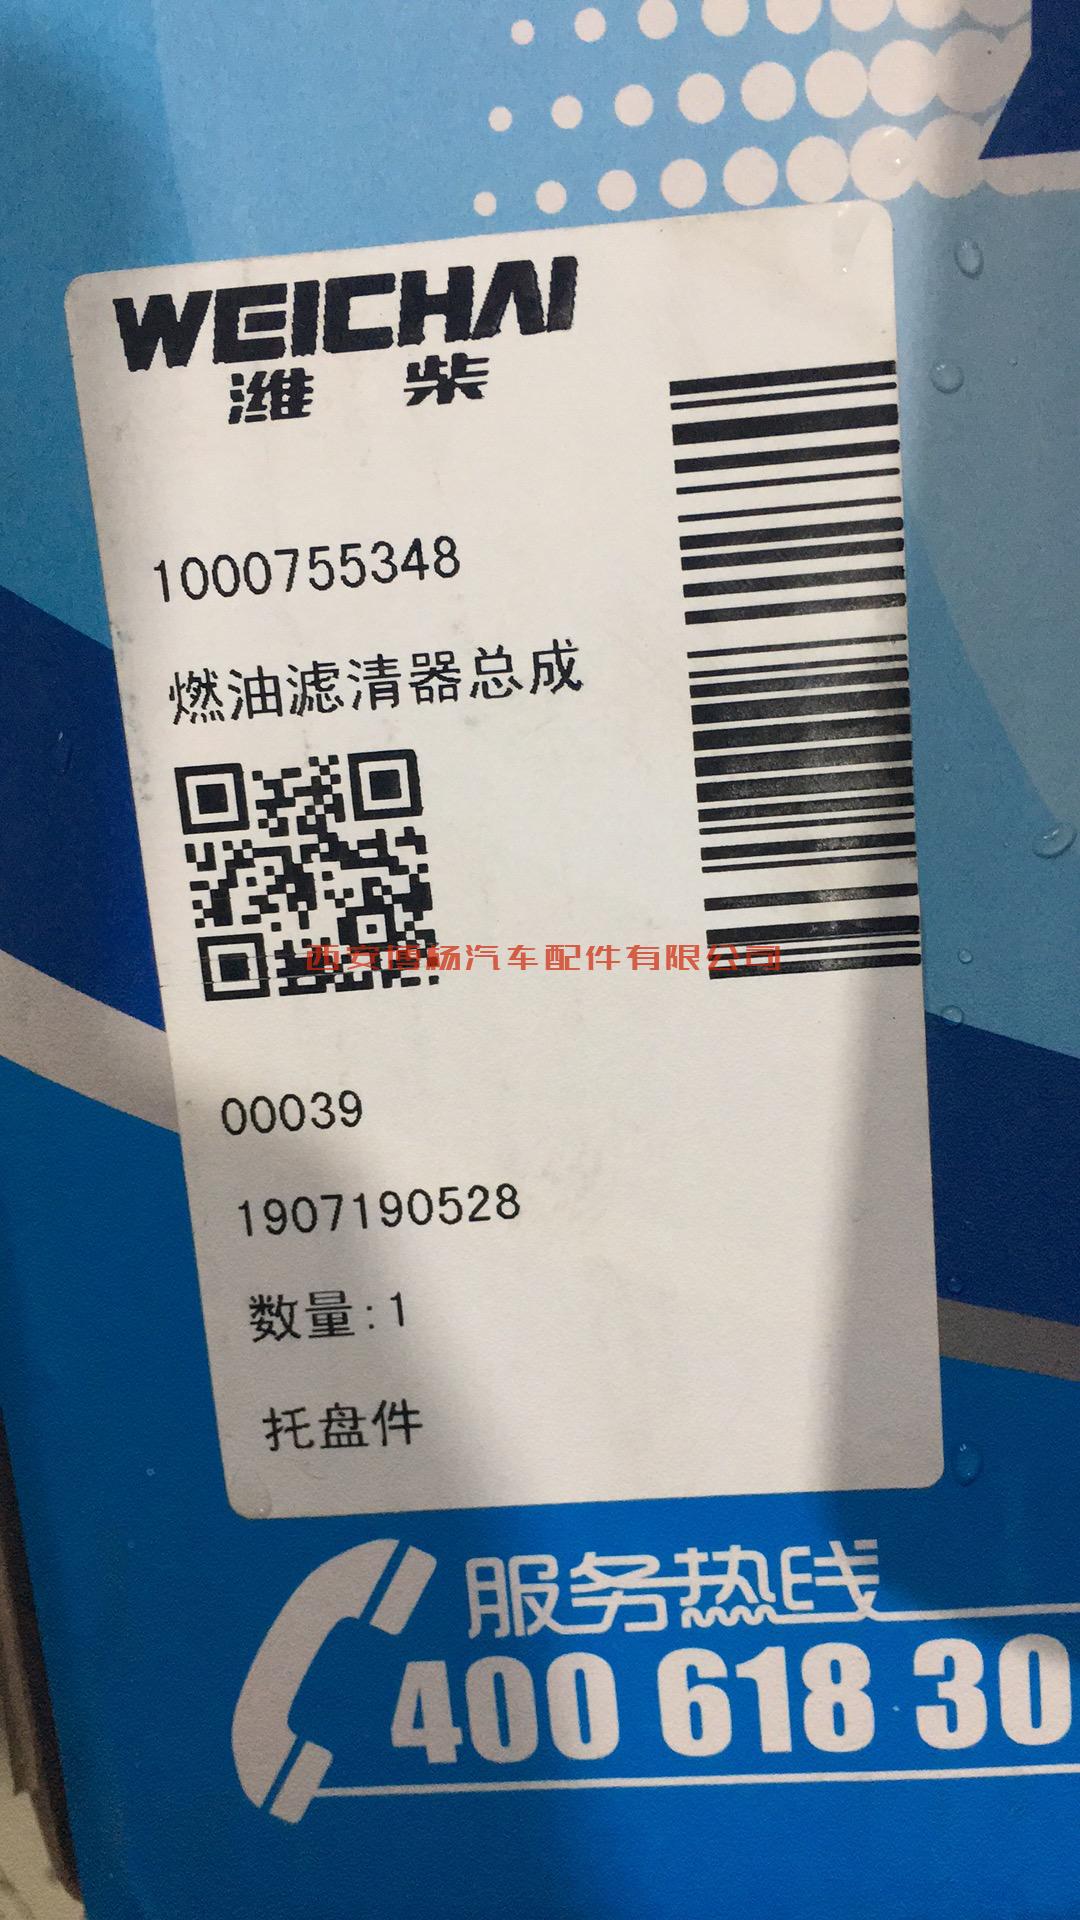 WEICHAI
潍柴
1000755348
燃油滤清器总成
西安博杨汽车配件有限公司
00039
1907190528
数量:1
托盘件
服务热线
400 618 30